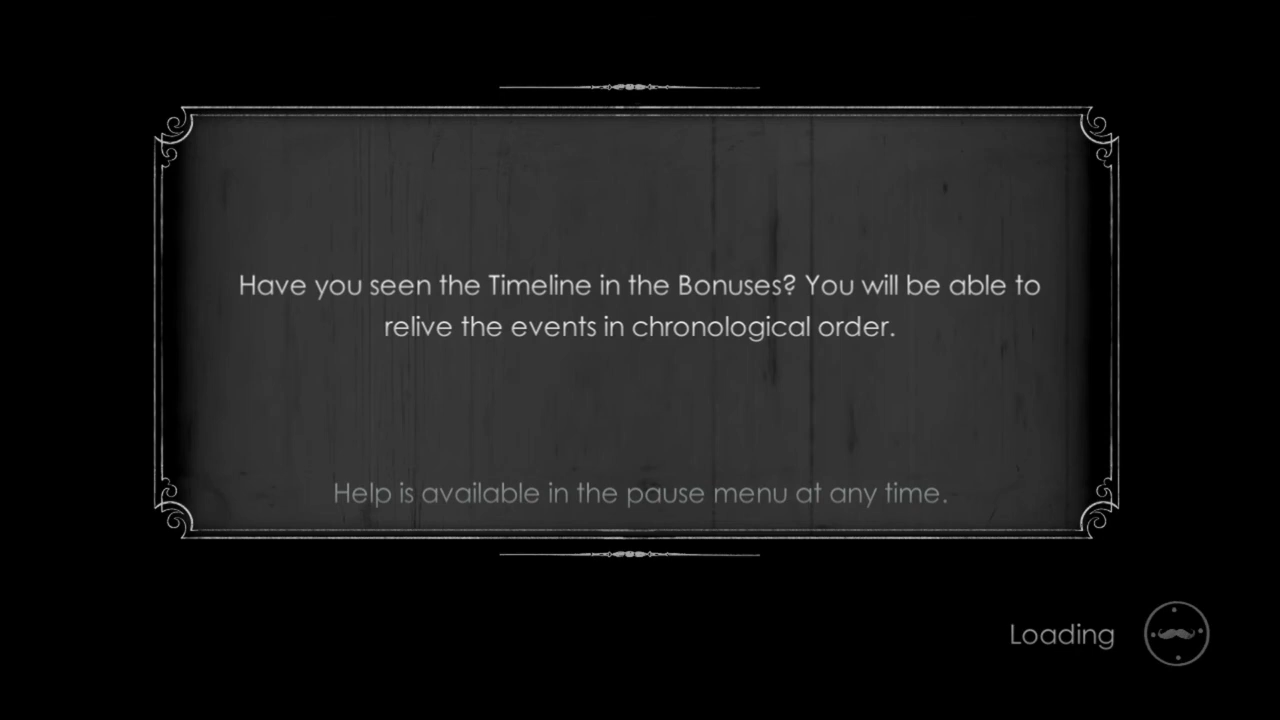 Have you seen the Timeline in the Bonuses? You will be able to
relive the events in chronological order.
Help is available in the pause menu at any time.
Loading